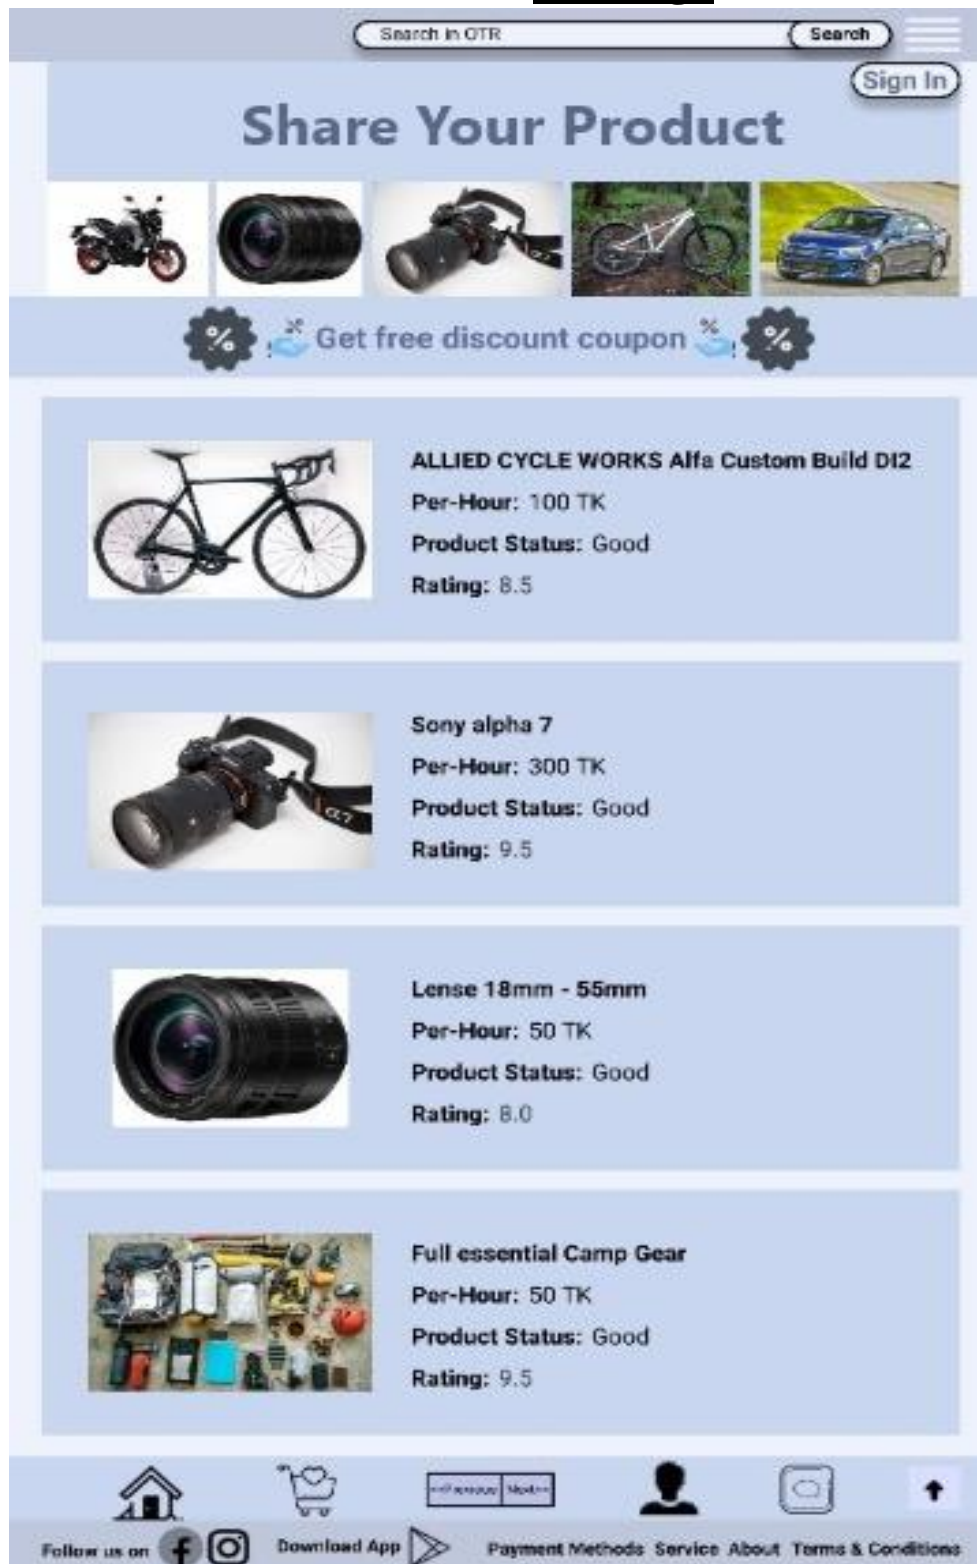 Search in OTR
Search
Sign In
Share Your Product
% % Get free discount coupon % %
ALLIED CYCLE WORKS Alfa Custom Build DI2
Per-Hour: 100 TK
Product Status: Good
Rating: 8.5
α7
Sony alpha 7
Per-Hour: 300 TK
Product Status: Good
Rating: 9.5
Lense 18mm - 55mm
Per-Hour: 50 TK
Product Status: Good
Rating: 8.0
Full essential Camp Gear
Per-Hour: 50 TK
Product Status: Good
Rating: 9.5
<<Previous Next>>
Follow us on f Download App Payment Methods Service About Terms & Conditions